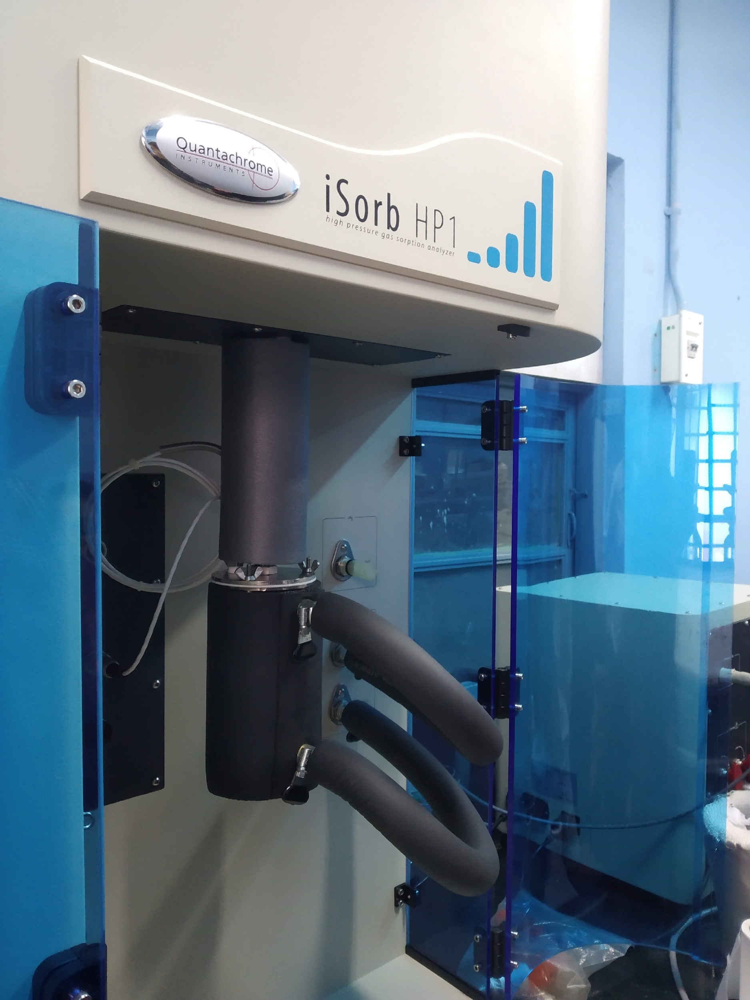 Quantachrome
INSTRUMENTS
iSorb HP1
high pressure gas sorption analyzer